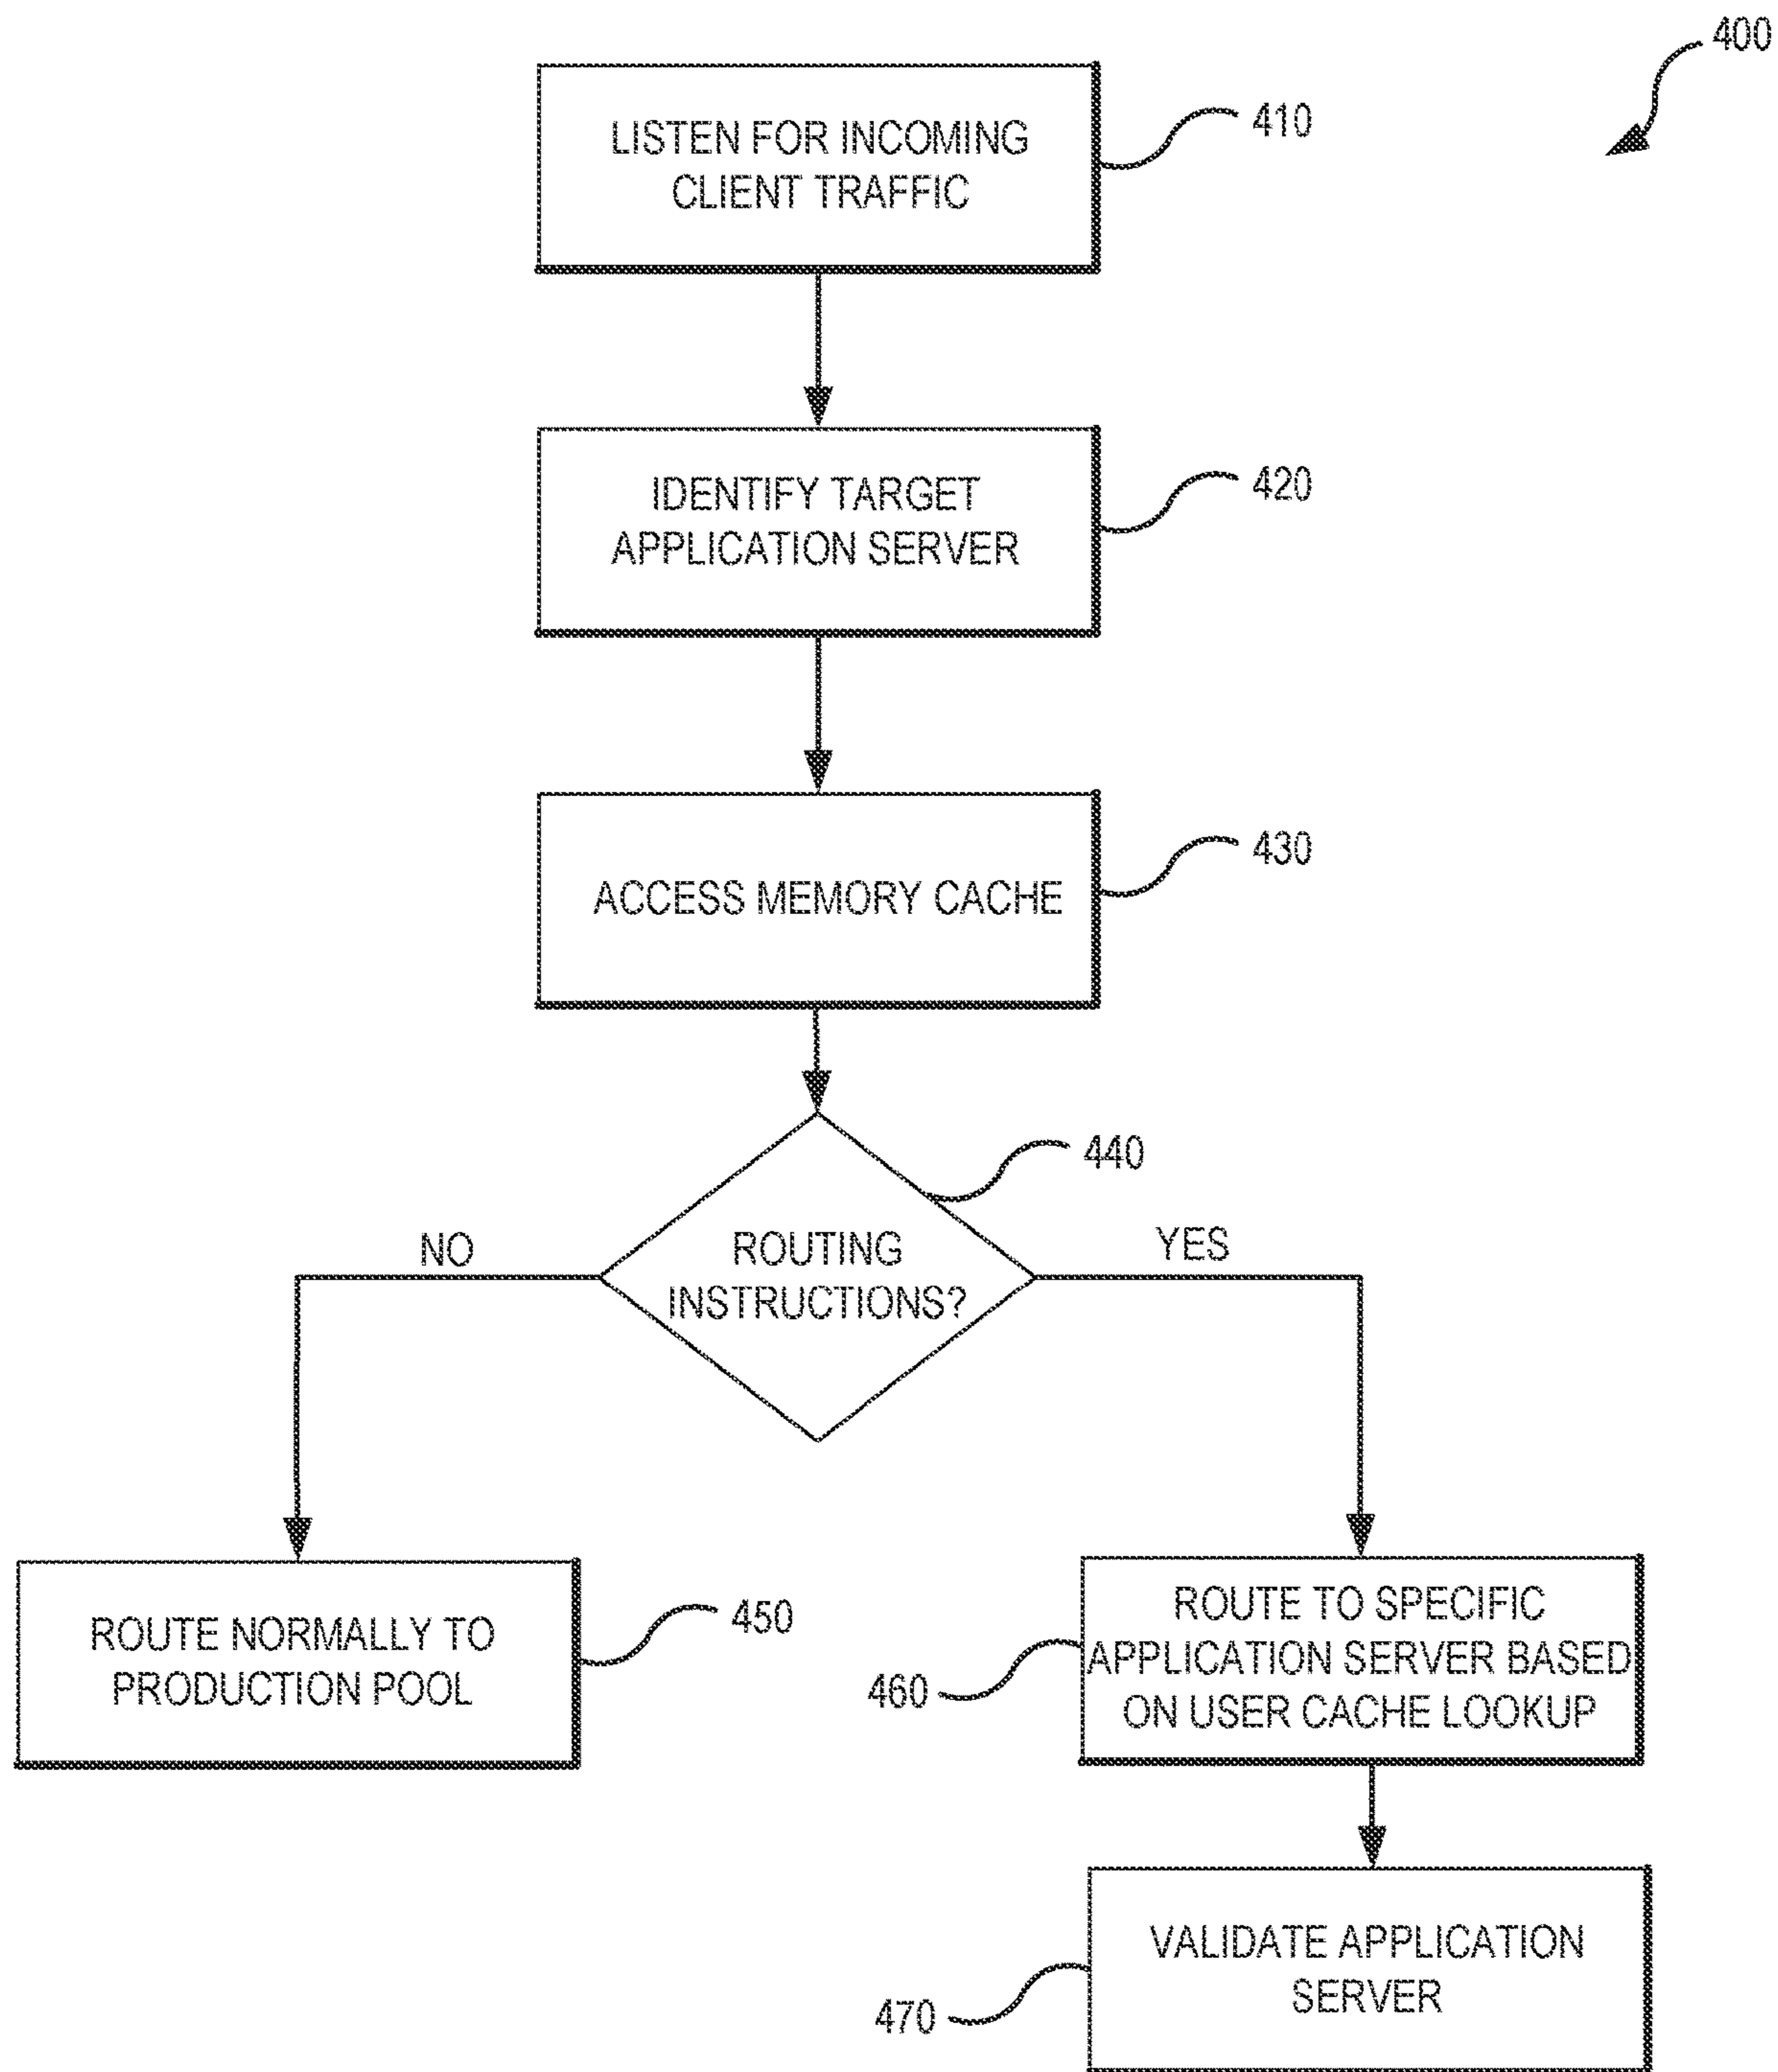 400
LISTEN FOR INCOMING
CLIENT TRAFFIC
410
IDENTIFY TARGET
APPLICATION SERVER
420
ACCESS MEMORY CACHE
430
440
ROUTING
INSTRUCTIONS?
NO
YES
ROUTE NORMALLY TO
PRODUCTION POOL
450
ROUTE TO SPECIFIC
APPLICATION SERVER BASED
ON USER CACHE LOOKUP
460
VALIDATE APPLICATION
SERVER
470